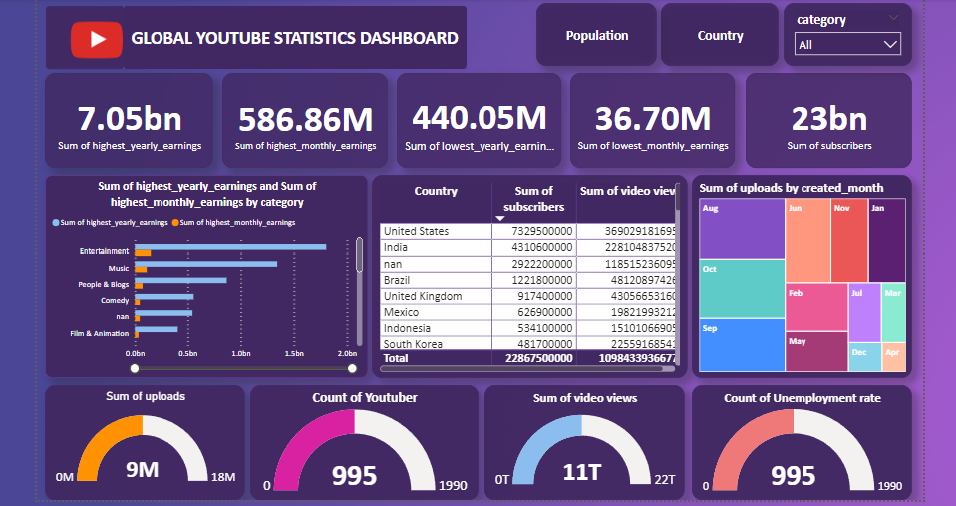 GLOBAL YOUTUBE STATISTICS DASHBOARD
Population
Country
category
All
7.05bn
Sum of highest_yearly_earnings
586.86M
Sum of highest_monthly_earnings
440.05M
Sum of lowest_yearly_earnin...
36.70M
Sum of lowest_monthly_earnings
23bn
Sum of subscribers
Sum of highest_yearly_earnings and Sum of
highest_monthly_earnings by category
Sum of highest_yearly_earnings Sum of highest_monthly_earnings
Entertainment
Music
People & Blogs
Comedy
nan
Film & Animation
0.0bn 0.5bn 1.0bn 1.5bn 2.0bn
Country Sum of subscribers Sum of video view
United States 7329500000 369029181695
India 4310600000 228104837520
nan 2922200000 118515236095
Brazil 1221800000 48120897426
United Kingdom 917400000 43056653160
Mexico 626900000 19821993212
Indonesia 534100000 15101066905
South Korea 481700000 22559168541
Total 22867500000 1098433936677
Sum of uploads by created_month
Aug
Oct
Sep
Jun
Nov
Jan
Feb
May
Jul
Mar
Dec
Apr
Sum of uploads
9M
0M 18M
Count of Youtuber
995
0 1990
Sum of video views
11T
0T 22T
Count of Unemployment rate
995
0 1990